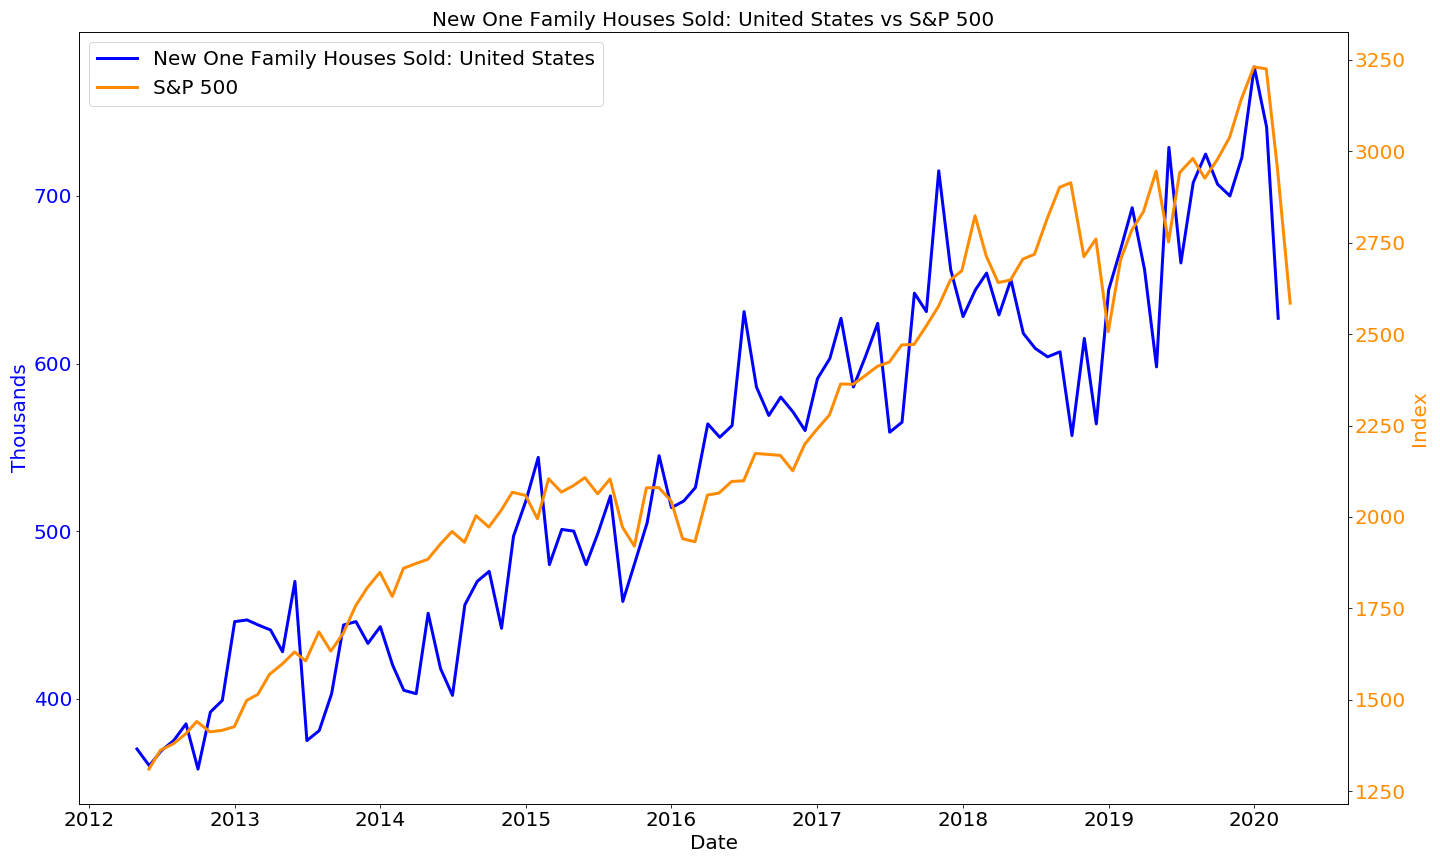 New One Family Houses Sold: United States vs S&P 500
New One Family Houses Sold: United States
S&P 500
700
600
500
400
Thousands
3250
3000
2750
2500
2250
2000
1750
1500
1250
Index
2012 2013 2014 2015 2016 2017 2018 2019 2020
Date